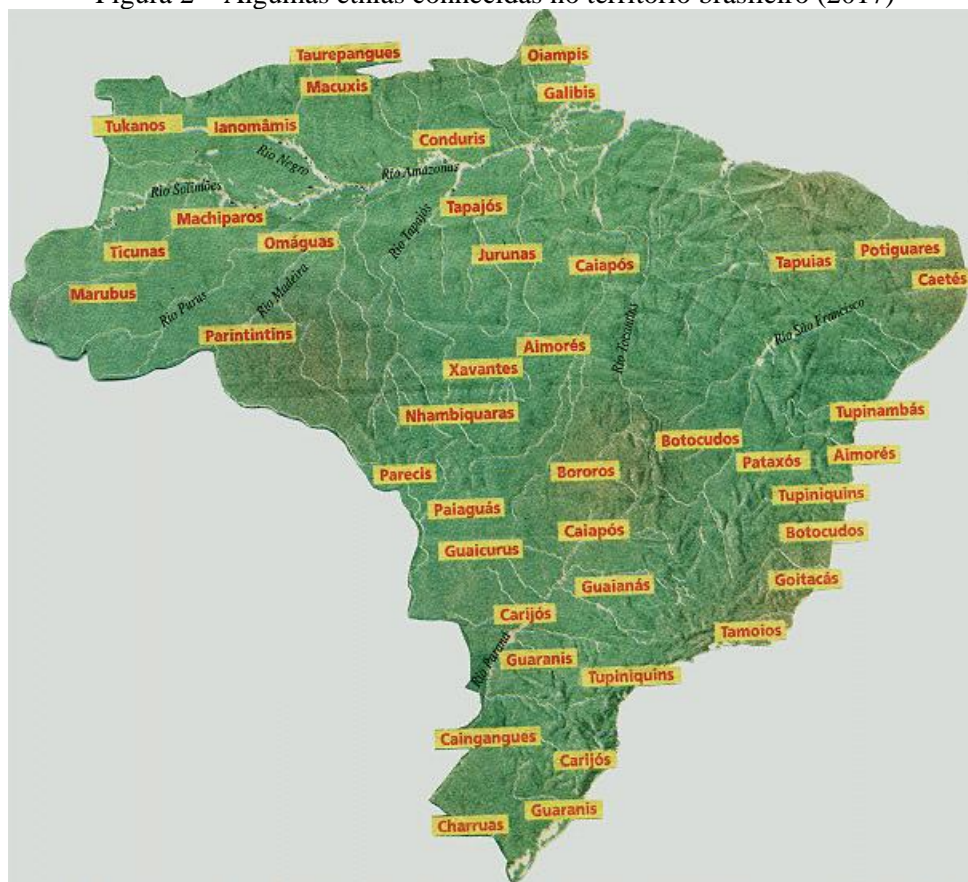 Figura 2 – Algumas etnias conhecidas no território brasileiro (2017)
Taurepangues
Oiampis
Macuxis
Galibis
Tukanos
Ianomâmis
Conduris
Rio Negro
Rio Amazonas
Rio Solimões
Machiparos
Tapajós
Rio Tapajós
Ticunas
Omáguas
Jurunas
Caiapós
Tapuias
Potiguares
Caetés
Marubus
Rio Purus
Rio Madeira
Rio Tocantins
Rio São Francisco
Parintintins
Aimorés
Xavantes
Nhambiquaras
Tupinambás
Botocudos
Aimorés
Parecis
Bororos
Pataxós
Tupiniquins
Paiaguás
Caiapós
Botocudos
Guaicurus
Guaianás
Goitacás
Carijós
Tamoios
Rio Paraná
Guaranis
Tupiniquins
Caingangues
Carijós
Guaranis
Charruas